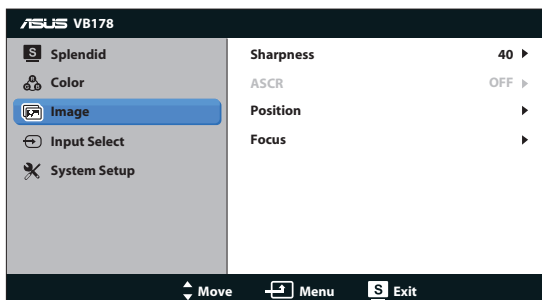 ASUS VB178
S Splendid
Color
Image
Input Select
System Setup
Sharpness 40
ASCR OFF
Position
Focus
Move Menu S Exit